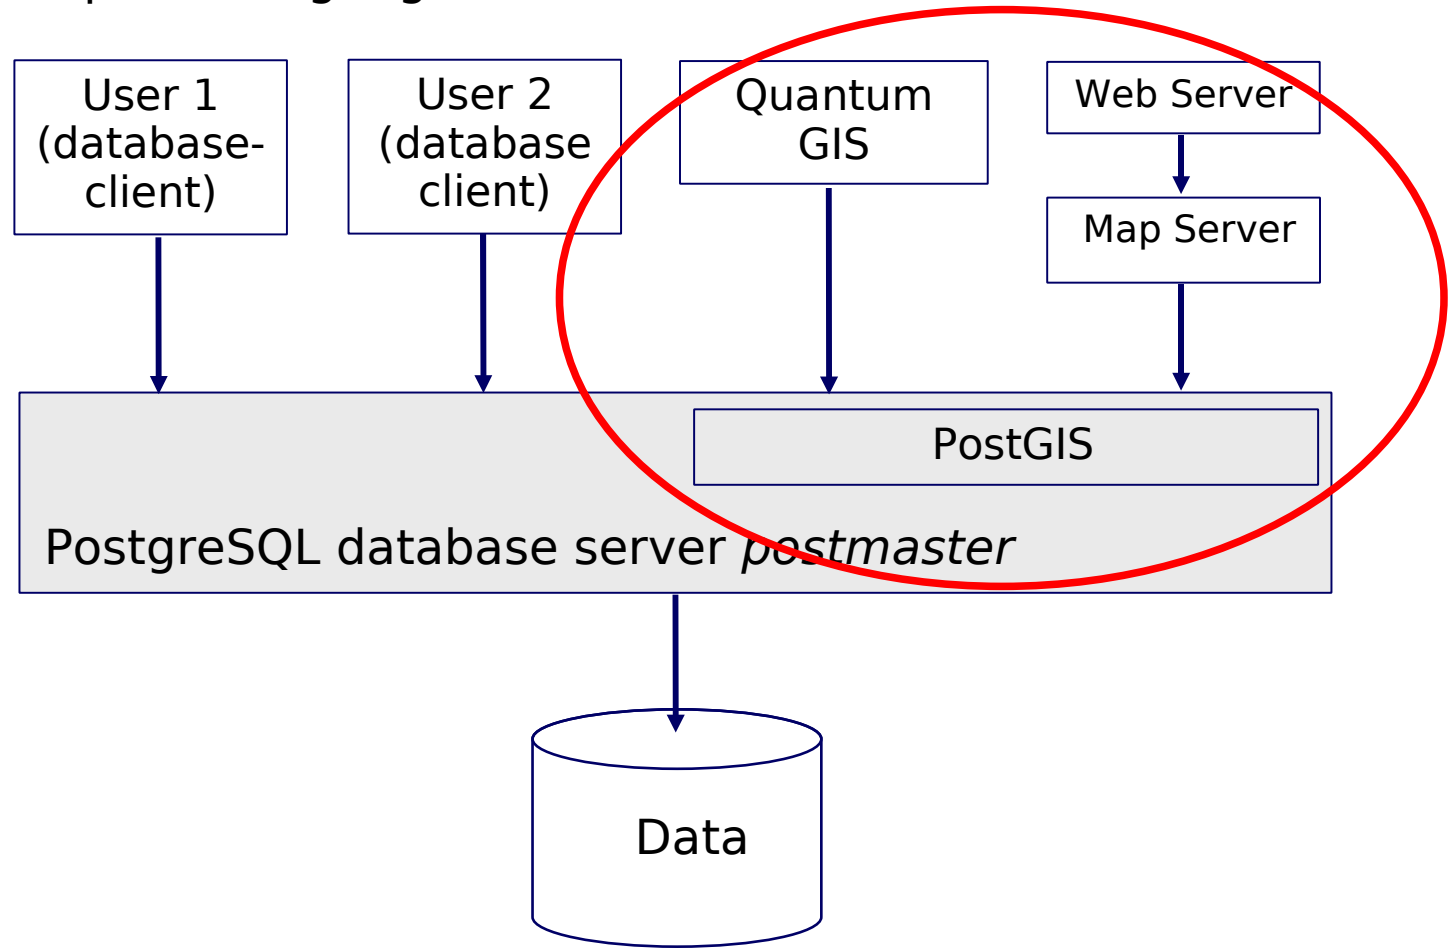 User 1
(database-
client)
User 2
(database
client)
Quantum
GIS
Web Server
Map Server
PostGIS
PostgreSQL database server postmaster
Data